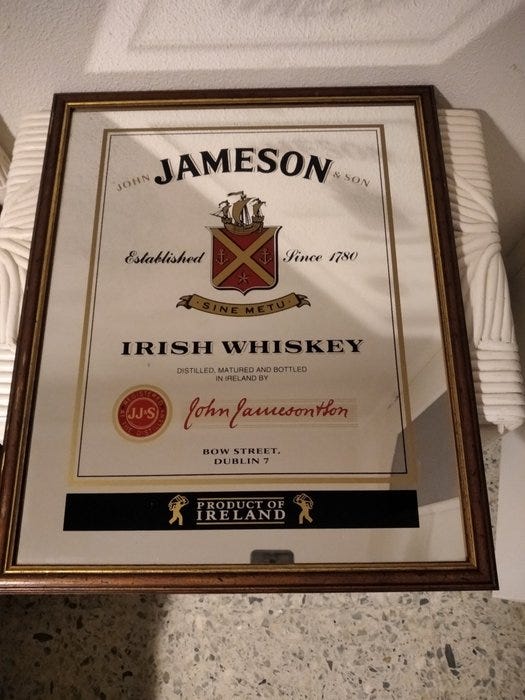 JOHN JAMESON & SON
Established Since 1780
SINE METU
IRISH WHISKEY
DISTILLED, MATURED AND BOTTLED
IN IRELAND BY
REGISTERED
JJ&S
John Jameson & Son
BOW STREET,
DUBLIN 7
PRODUCT OF
IRELAND